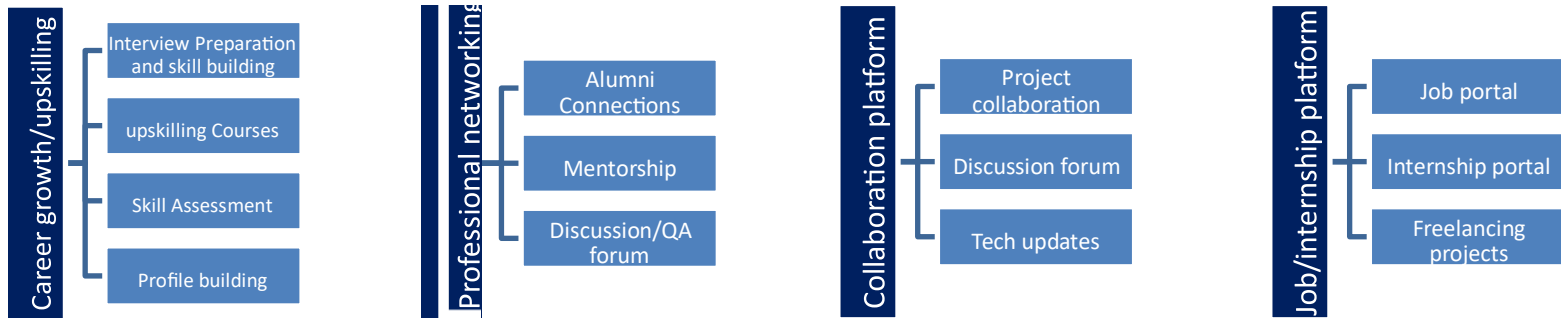 Career growth/upskilling
Interview Preparation
and skill building
upskilling Courses
Skill Assessment
Profile building
Professional networking
Alumni
Connections
Mentorship
Discussion/QA
forum
Collaboration platform
Project
collaboration
Discussion forum
Tech updates
Job/internship platform
Job portal
Internship portal
Freelancing
projects